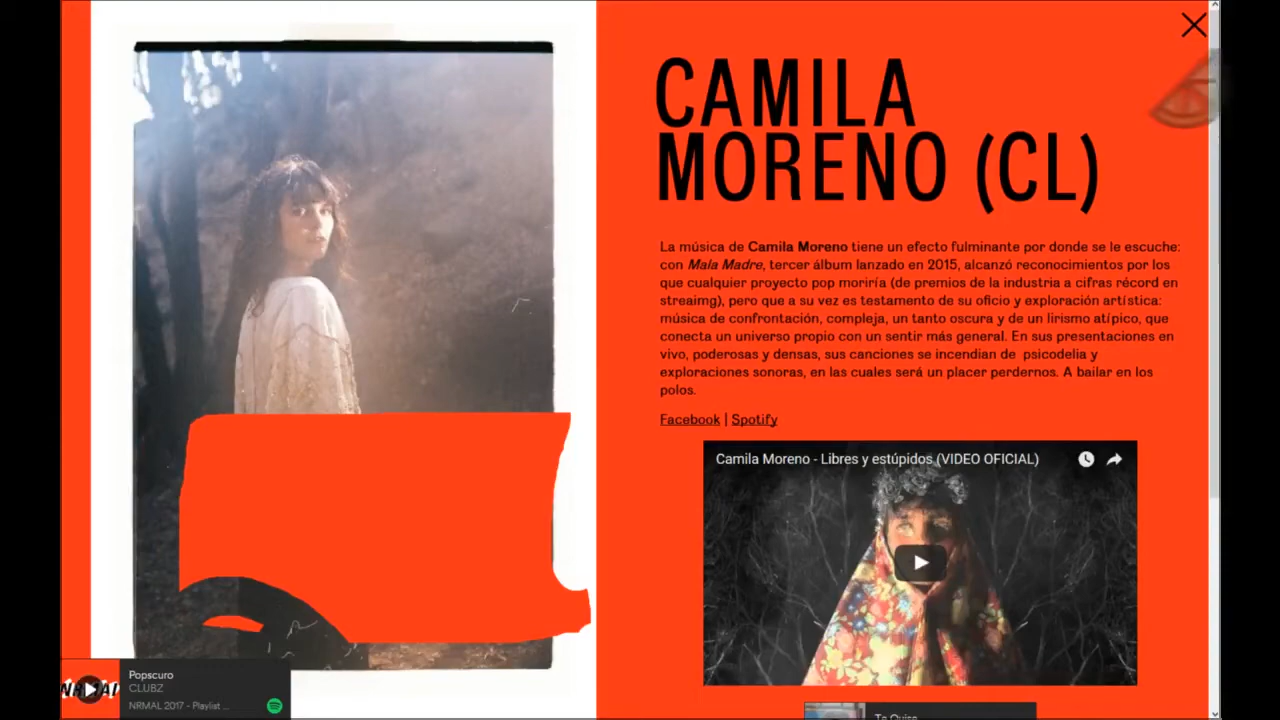 CAMILA
MORENO (CL)
La música de Camila Moreno tiene un efecto fulminante por donde se le escuche:
con Mala Madre, tercer álbum lanzado en 2015, alcanzó reconocimientos por los
que cualquier proyecto pop moriría (de premios de la industria a cifras récord en
streaimg), pero que a su vez es testamento de su oficio y exploración artística:
música de confrontación, compleja, un tanto oscura y de un lirismo atípico, que
conecta un universo propio con un sentir más general. En sus presentaciones en
vivo, poderosas y densas, sus canciones se incendian de psicodelia y
exploraciones sonoras, en las cuales será un placer perdernos. A bailar en los
polos.
Facebook | Spotify
Camila Moreno - Libres y estúpidos (VIDEO OFICIAL)
Popscuro
CLUBZ
NRMAL 2017 - Playlist ...
Te Quise